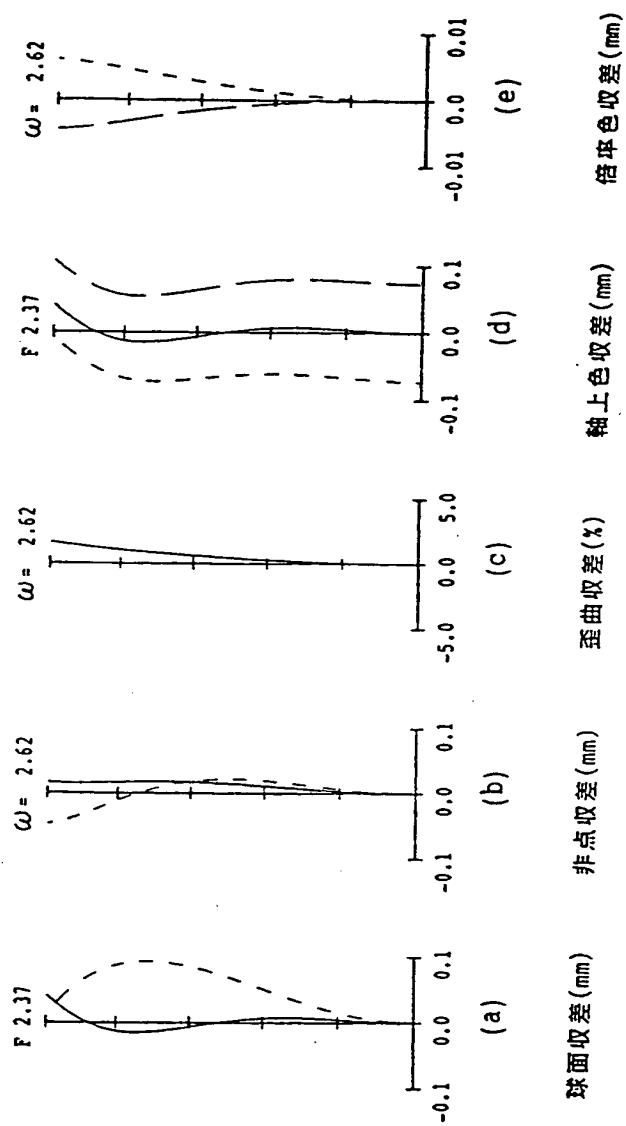 F 2.37
-0.1 0.0 0.1
(a)
球面収差(mm)
ω= 2.62
-0.1 0.0 0.1
(b)
非点収差(mm)
ω= 2.62
-5.0 0.0 5.0
(c)
歪曲収差(%)
F 2.37
-0.1 0.0 0.1
(d)
軸上色収差(mm)
ω= 2.62
-0.01 0.0 0.01
(e)
倍率色収差(mm)